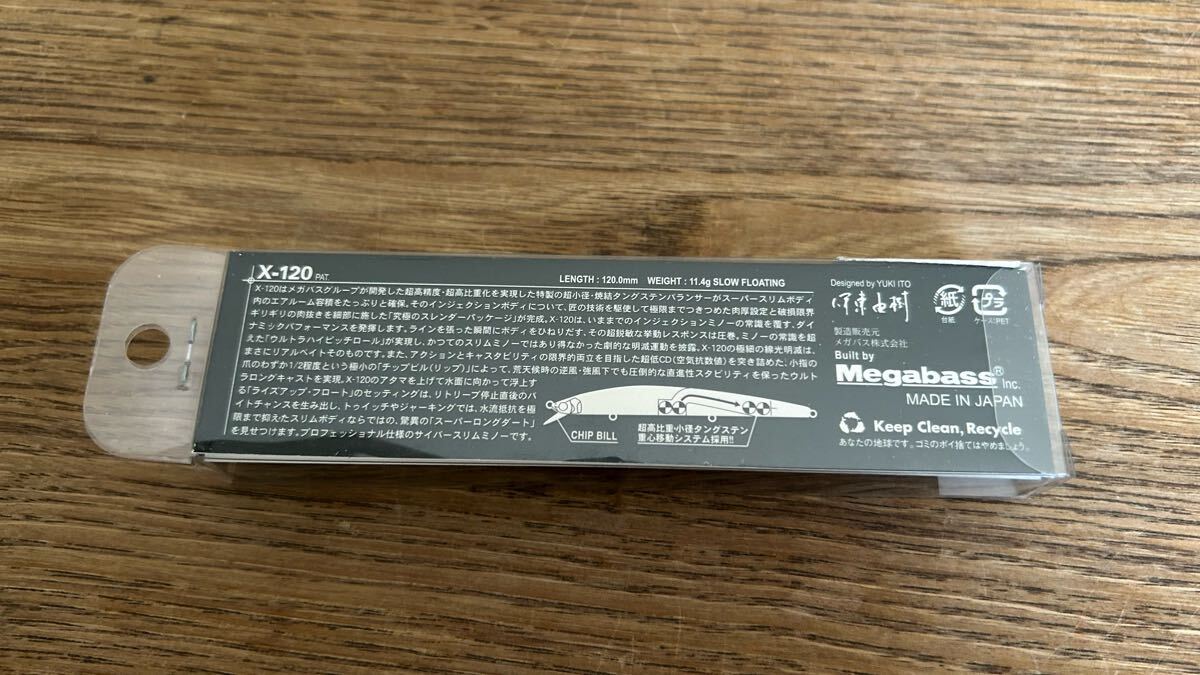 X-120 PAT.
LENGTH : 120.0mm WEIGHT : 11.4g SLOW FLOATING
X-120はメガバスグループが開発した超高精度・超高比重化を実現した特製の超小径・焼結タングステンバランサーがスーパースリムボディ
内のエアルーム容積をたっぷりと確保。そのインジェクションボディについて、匠の技術を駆使して極限までつきつめた肉厚設定と破損限界
ギリギリの肉抜きを細部に施した「究極のスレンダーパッケージ」が完成。X-120は、いままでのインジェクションミノーの常識を覆す、ダイ
ナミックパフォーマンスを発揮します。ラインを張った瞬間にボディをひねりだす、その超鋭敏な挙動レスポンスは圧巻。ミノーの常識を超
えた「ウルトラハイピッチロール」が実現し、かつてのスリムミノーではあり得なかった劇的な明滅運動を披露。X-120の極細の線光明滅は、
まさにリアルベイトそのものです。また、アクションとキャスタビリティの限界的両立を目指した超低CD(空気抗数値)を突き詰めた、小指の
爪のわずか1/2程度という極小の「チップビル(リップ)」によって、荒天候時の逆風・強風下でも圧倒的な直進性スタビリティを保ったウルト
ラロングキャストを実現。X-120のアタマを上げて水面に向かって浮上す
る「ライズアップ・フロート」のセッティングは、リトリーブ停止直後のバ
イトチャンスを生み出し、トゥイッチやジャーキングでは、水流抵抗を極
限まで抑えたスリムボディならではの、驚異の「スーパーロングダート」
を見せつけます。プロフェッショナル仕様のサイバースリムミノーです。
CHIP BILL
超高比重小径タングステン
重心移動システム採用!!
Designed by YUKI ITO
伊東由樹
製造販売元
メガバス株式会社
Built by
Megabass® Inc.
MADE IN JAPAN
紙
台紙
プラ
ケース:PET
Keep Clean, Recycle
あなたの地球です。ゴミのポイ捨てはやめましょう。